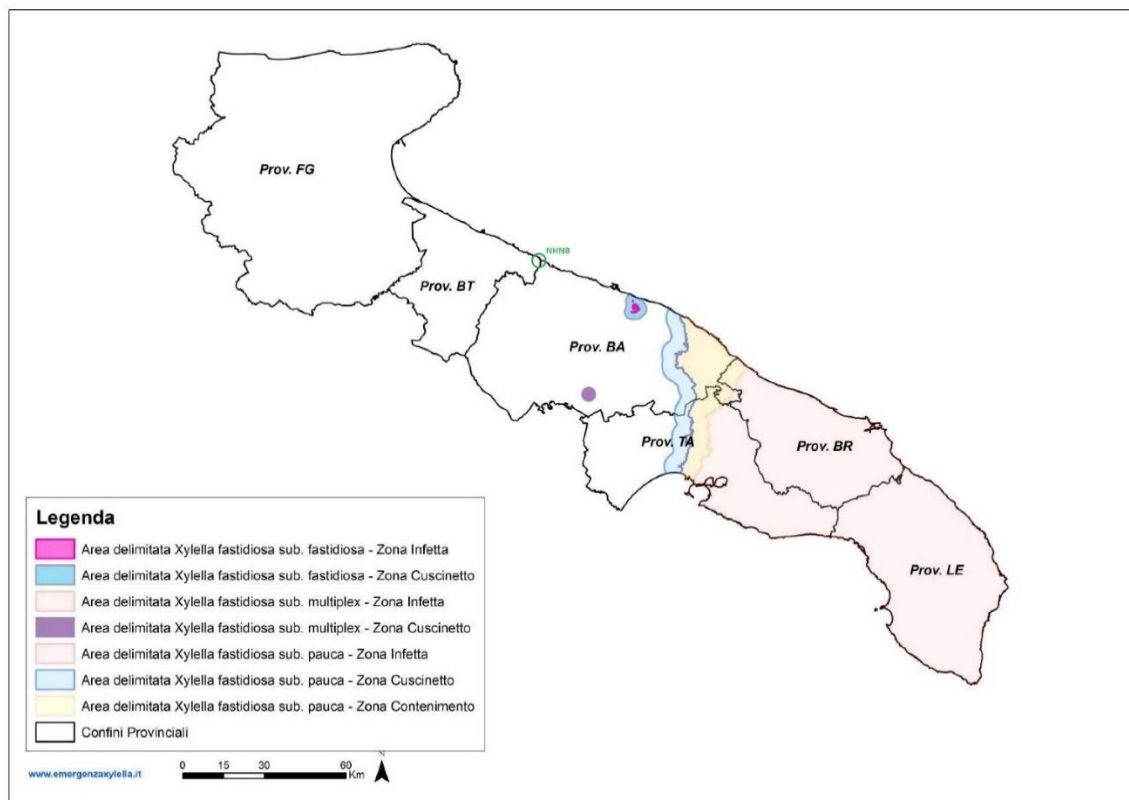 Prov. FG
NHNB
Prov. BT
Prov. BA
Prov. TA
Prov. BR
Prov. LE
Legenda
Area delimitata Xylella fastidiosa sub. fastidiosa - Zona Infetta
Area delimitata Xylella fastidiosa sub. fastidiosa - Zona Cuscinetto
Area delimitata Xylella fastidiosa sub. multiplex - Zona Infetta
Area delimitata Xylella fastidiosa sub. multiplex - Zona Cuscinetto
Area delimitata Xylella fastidiosa sub. pauca - Zona Infetta
Area delimitata Xylella fastidiosa sub. pauca - Zona Cuscinetto
Area delimitata Xylella fastidiosa sub. pauca - Zona Contenimento
Confini Provinciali
www.emergenzaxylella.it
0 15 30 60
Km